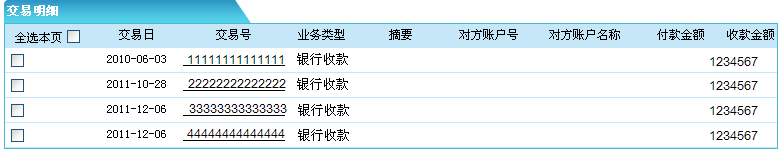 交易明细
全选本页 交易日 交易号 业务类型 摘要 对方账户号 对方账户名称 付款金额 收款金额
2010-06-03 11111111111111 银行收款 1234567
2011-10-28 22222222222222 银行收款 1234567
2011-12-06 33333333333333 银行收款 1234567
2011-12-06 44444444444444 银行收款 1234567